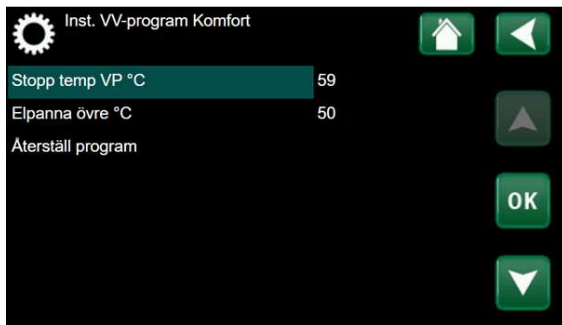 Inst. VV-program Komfort
Stopp temp VP °C 59
Elpanna övre °C 50
Återställ program
OK